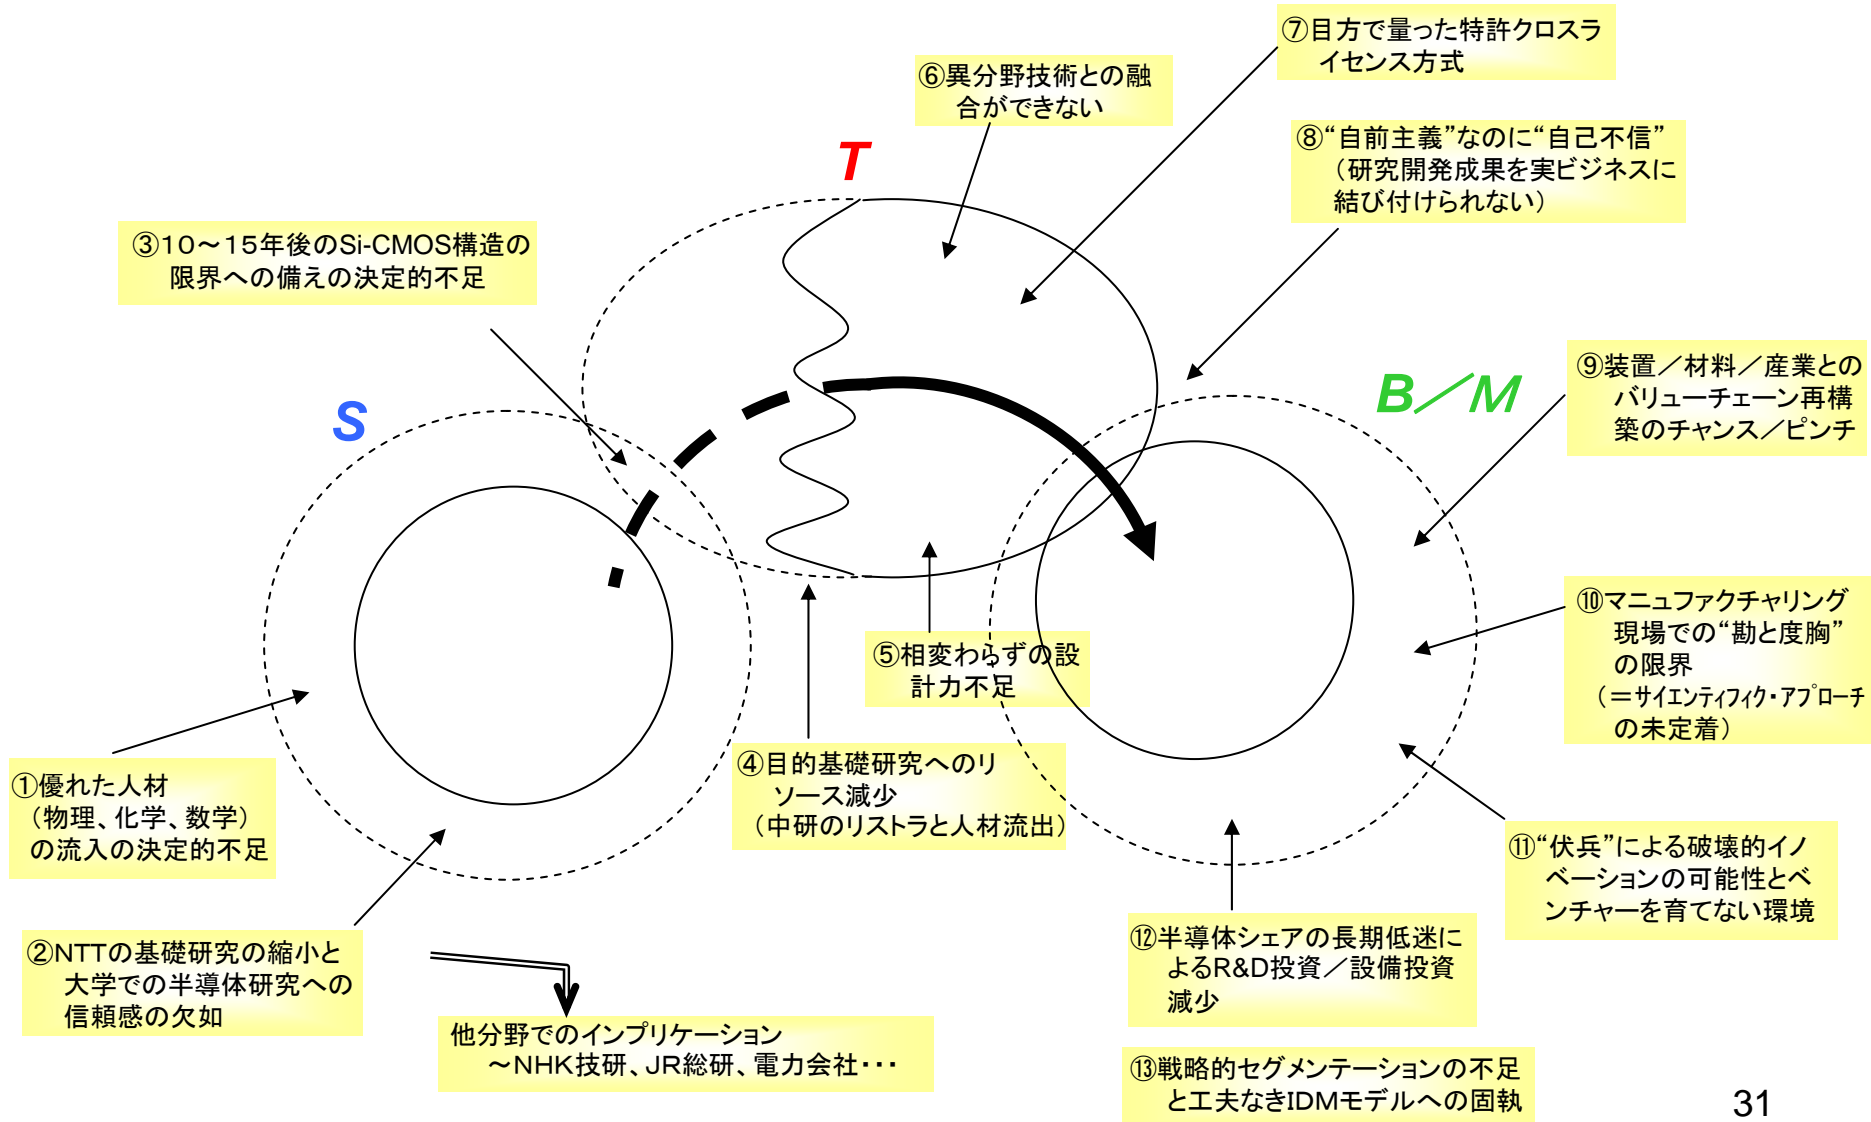 ⑦目方で量った特許クロスラ
イセンス方式
⑥異分野技術との融
合ができない
⑧“自前主義”なのに“自己不信”
（研究開発成果を実ビジネスに
結び付けられない）
T
③１０～１５年後のSi-CMOS構造の
限界への備えの決定的不足
⑨装置／材料／産業との
バリューチェーン再構
築のチャンス／ピンチ
B／M
S
⑩マニュファクチャリング
現場での“勘と度胸”
の限界
（＝サイエンティフィク・アプローチ
の未定着）
⑤相変わらずの設
計力不足
④目的基礎研究へのリ
ソース減少
（中研のリストラと人材流出）
①優れた人材
（物理、化学、数学）
の流入の決定的不足
⑪“伏兵”による破壊的イノ
ベーションの可能性とベ
ンチャーを育てない環境
②NTTの基礎研究の縮小と
大学での半導体研究への
信頼感の欠如
⑫半導体シェアの長期低迷に
よるR&D投資／設備投資
減少
他分野でのインプリケーション
～NHK技研、JR総研、電力会社・・・
⑬戦略的セグメンテーションの不足
と工夫なきIDMモデルへの固執
31